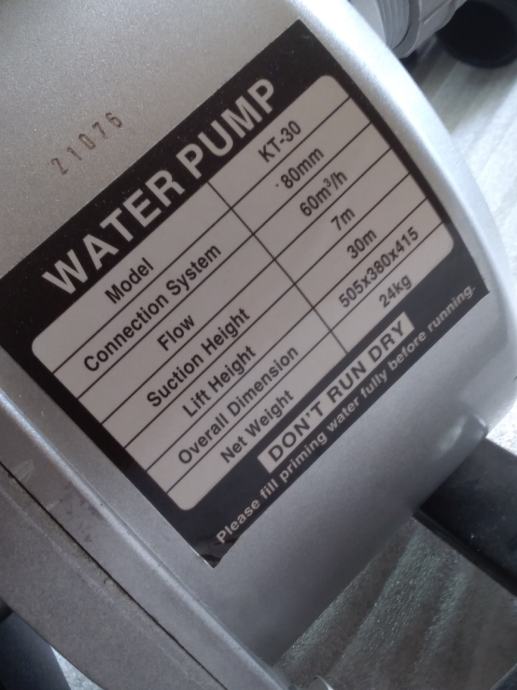 21076
WATER PUMP
Model KT-30
Connection System 80mm
Flow 60m³/h
Suction Height 7m
Lift Height 30m
Overall Dimension 505x380x415
Net Weight 24kg
DON'T RUN DRY
Please fill priming water fully before running.